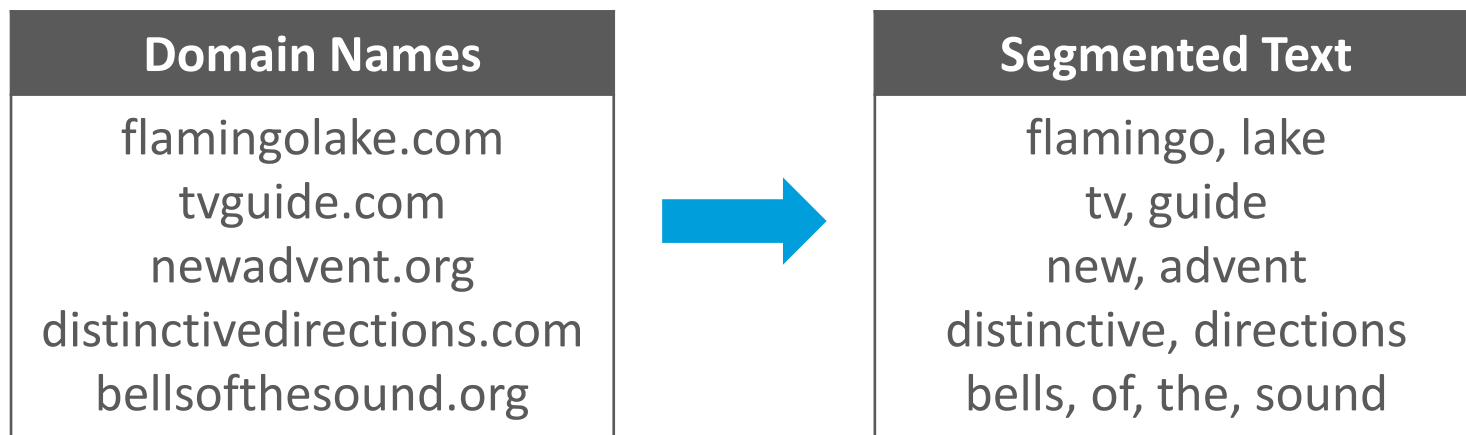 Domain Names
flamingolake.com
tvguide.com
newadvent.org
distinctivedirections.com
bellsofthesound.org
Segmented Text
flamingo, lake
tv, guide
new, advent
distinctive, directions
bells, of, the, sound